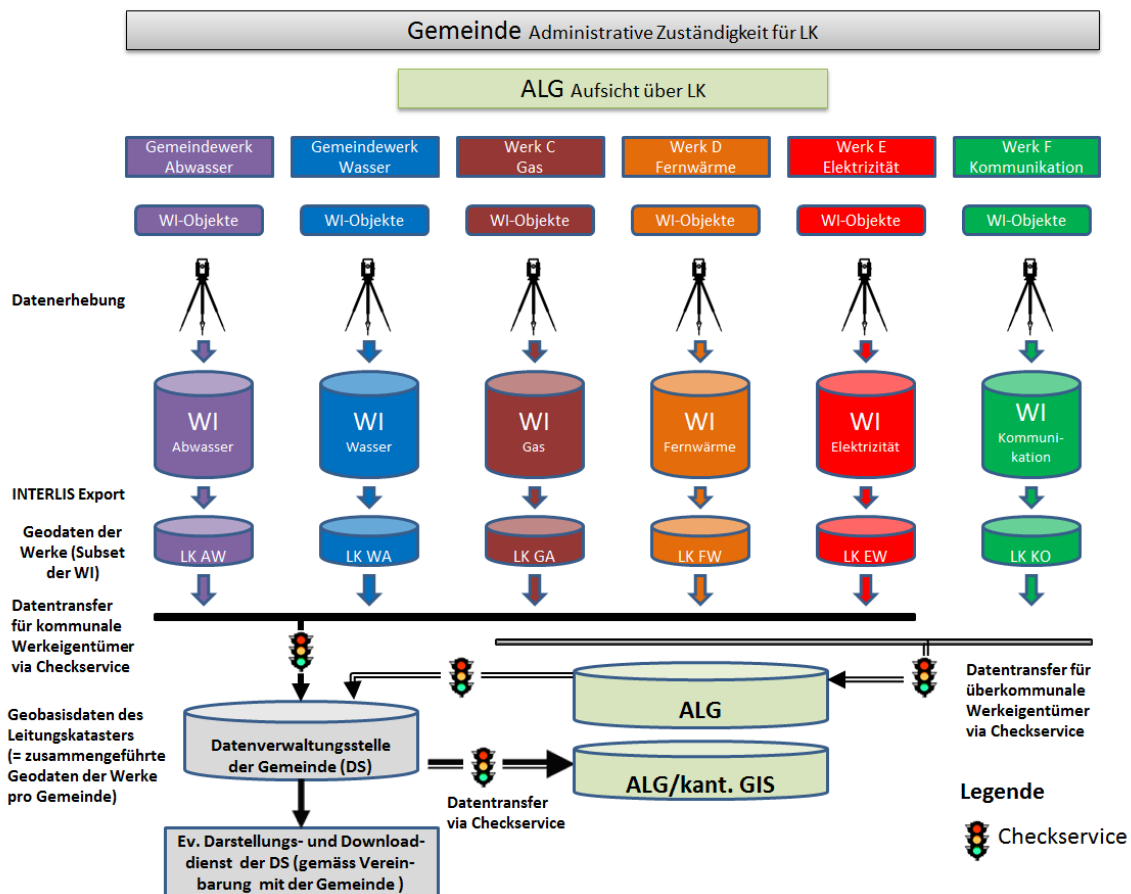 Gemeinde Administrative Zuständigkeit für LK
ALG Aufsicht über LK
Gemeindewerk
Abwasser
Gemeindewerk
Wasser
Werk C
Gas
Werk D
Fernwärme
Werk E
Elektrizität
Werk F
Kommunikation
WI-Objekte
WI-Objekte
WI-Objekte
WI-Objekte
WI-Objekte
WI-Objekte
Datenerhebung
WI
Abwasser
WI
Wasser
WI
Gas
WI
Fernwärme
WI
Elektrizität
WI
Kommuni-
kation
INTERLIS Export
Geodaten der
Werke (Subset
der WI)
LK AW
LK WA
LK GA
LK FW
LK EW
LK KO
Datentransfer
für kommunale
Werkeigentümer
via Checkservice
Datentransfer für
überkommunale
Werkeigentümer
via Checkservice
ALG
Geobasisdaten des
Leitungskatasters
(= zusammengeführte
Geodaten der Werke
pro Gemeinde)
Datenverwaltungsstelle
der Gemeinde (DS)
ALG/kant. GIS
Datentransfer
via Checkservice
Ev. Darstellungs- und Download-
dienst der DS (gemäss Verein-
barung mit der Gemeinde )
Legende
Checkservice